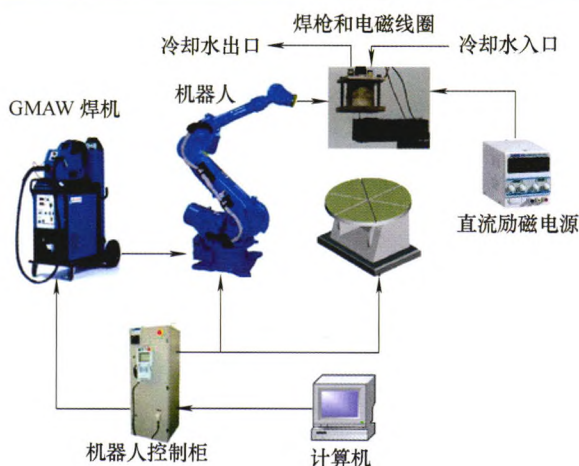 焊枪和电磁线圈
冷却水出口
冷却水入口
机器人
GMAW 焊机
直流励磁电源
机器人控制柜
计算机